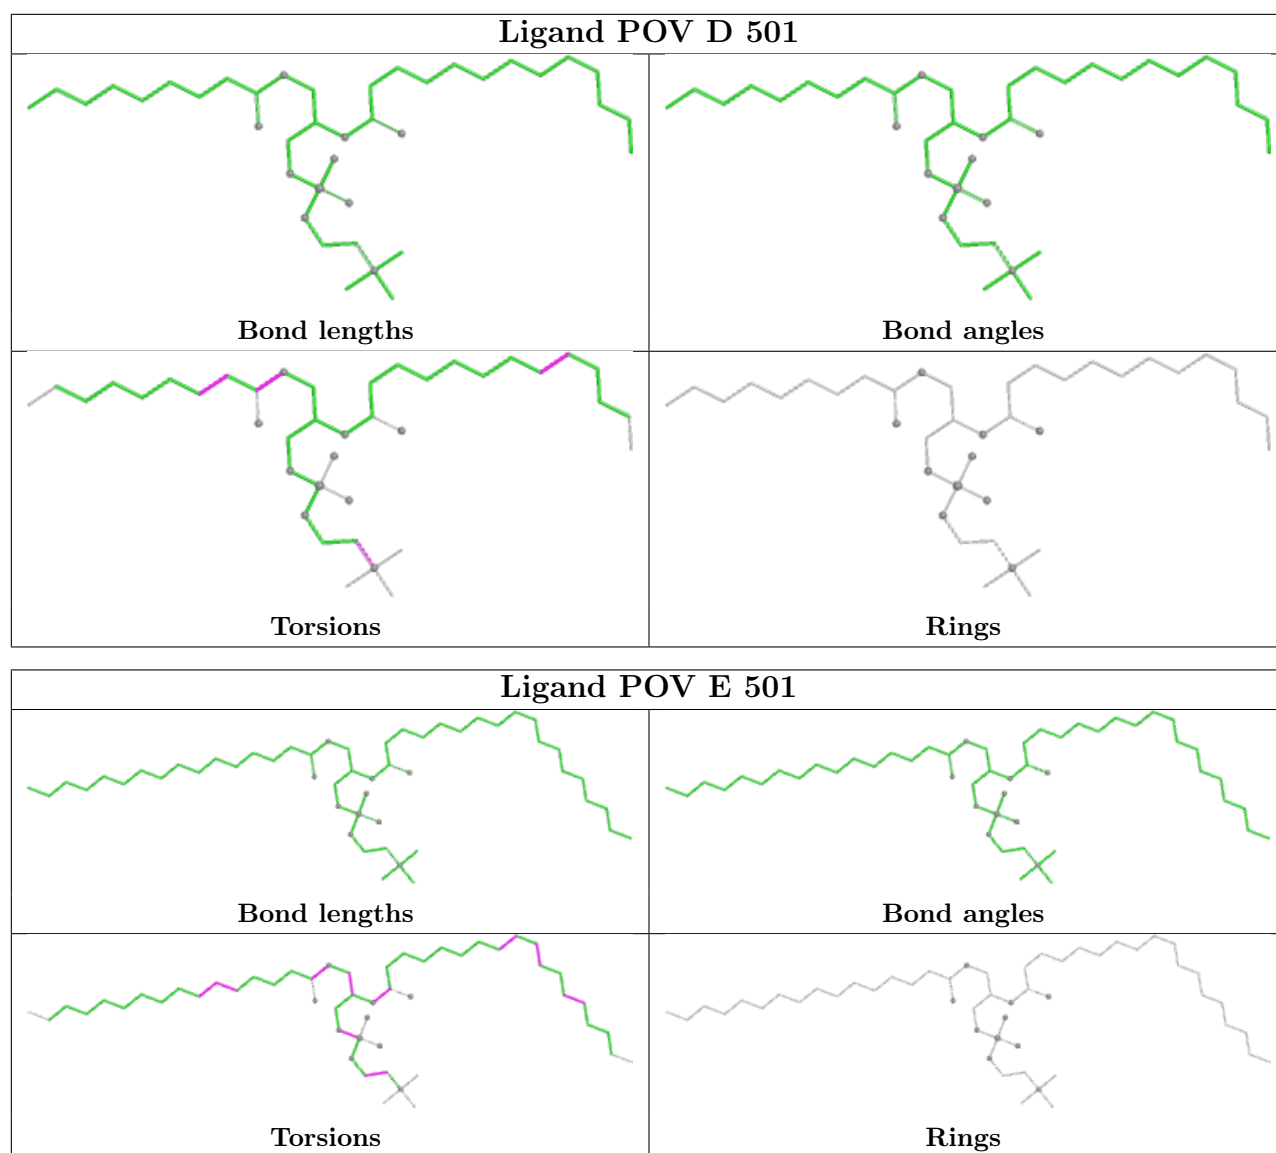 Ligand POV D 501
Bond lengths
Bond angles
Torsions
Rings
Ligand POV E 501
Bond lengths
Bond angles
Torsions
Rings